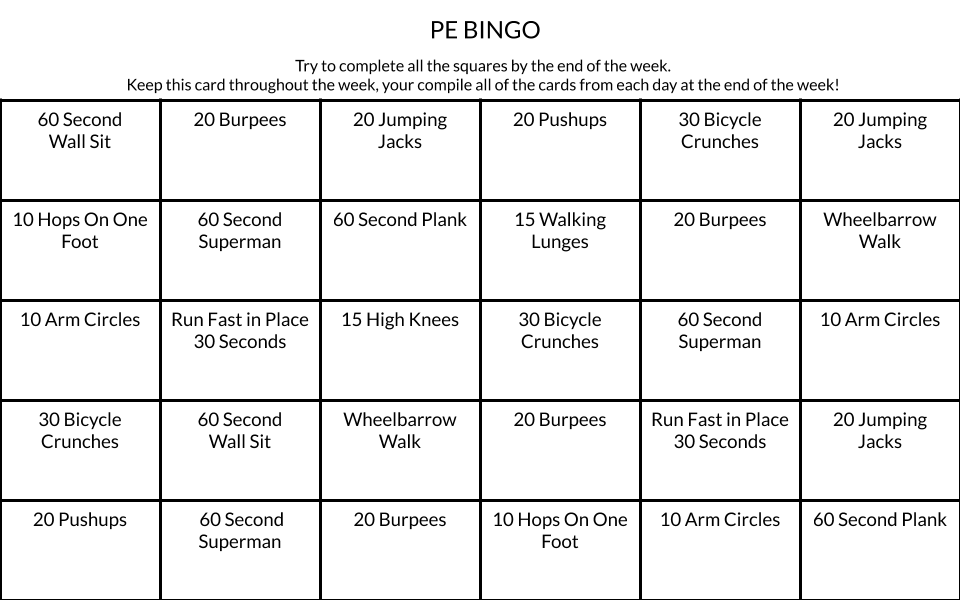 PE BINGO
Try to complete all the squares by the end of the week.
Keep this card throughout the week, your compile all of the cards from each day at the end of the week!
60 Second
Wall Sit
20 Burpees
20 Jumping
Jacks
20 Pushups
30 Bicycle
Crunches
20 Jumping
Jacks
10 Hops On One
Foot
60 Second
Superman
60 Second Plank
15 Walking
Lunges
20 Burpees
Wheelbarrow
Walk
10 Arm Circles
Run Fast in Place
30 Seconds
15 High Knees
30 Bicycle
Crunches
60 Second
Superman
10 Arm Circles
30 Bicycle
Crunches
60 Second
Wall Sit
Wheelbarrow
Walk
20 Burpees
Run Fast in Place
30 Seconds
20 Jumping
Jacks
20 Pushups
60 Second
Superman
20 Burpees
10 Hops On One
Foot
10 Arm Circles
60 Second Plank